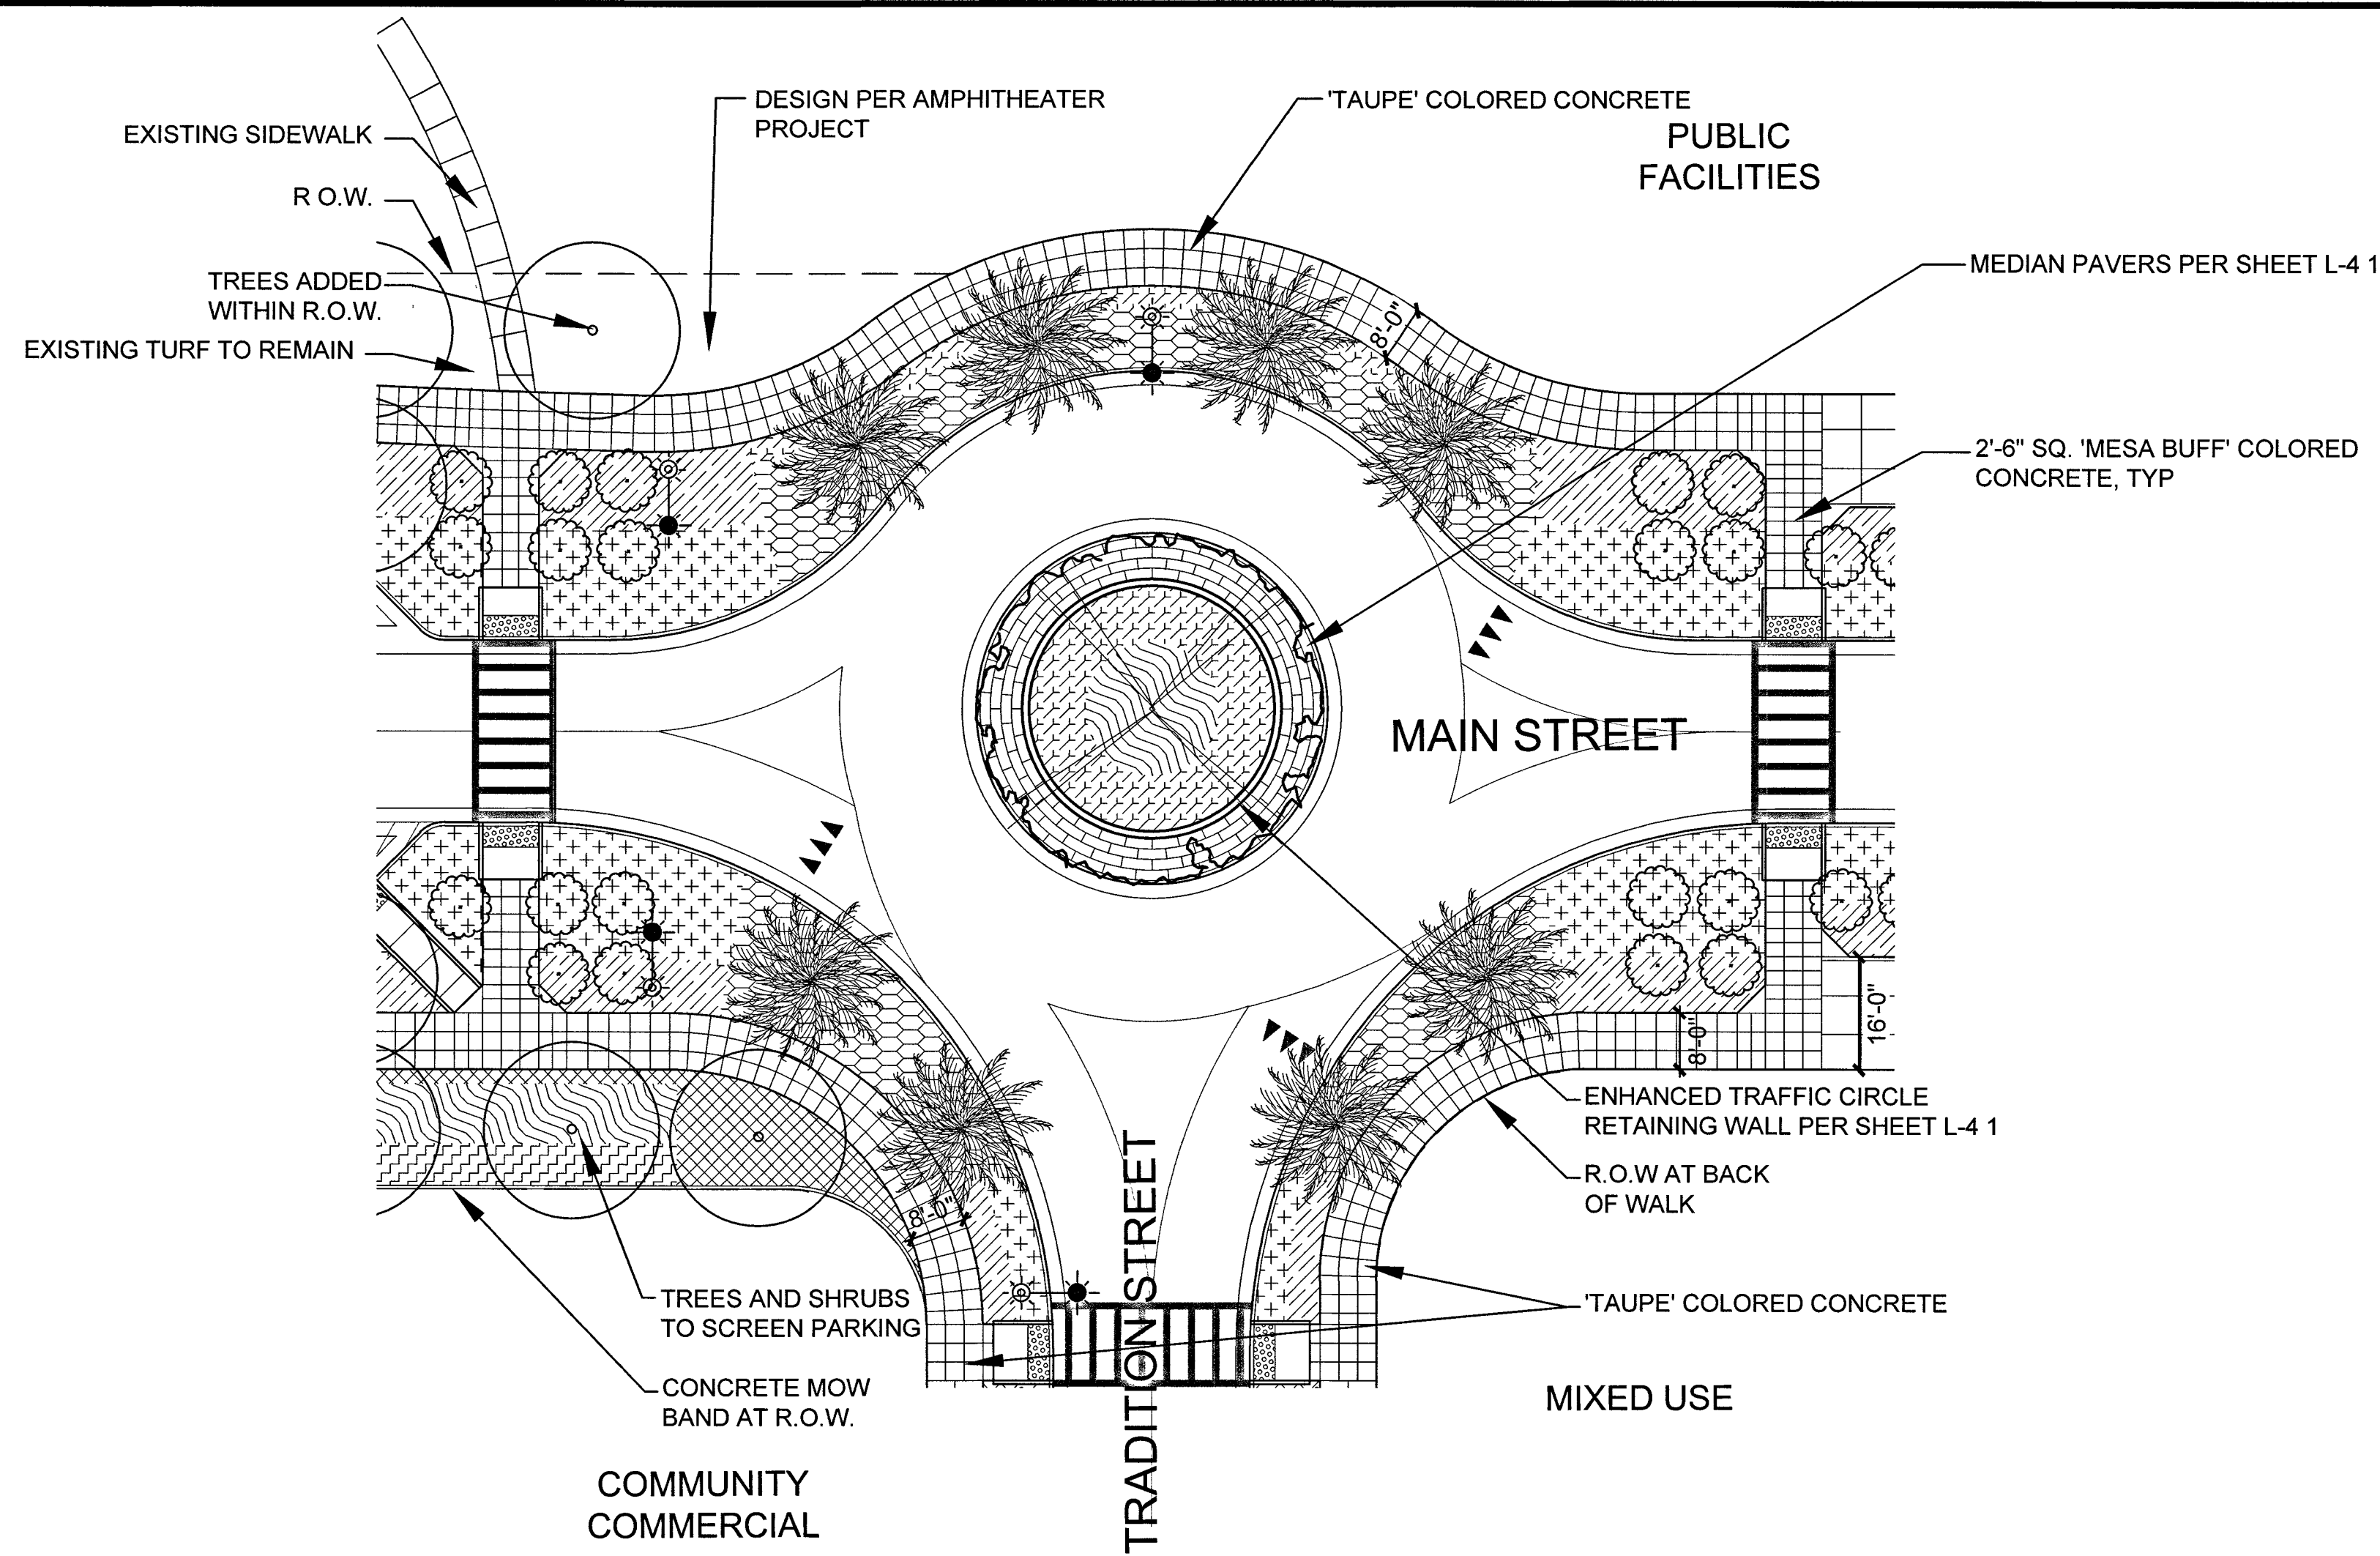 DESIGN PER AMPHITHEATER
PROJECT
'TAUPE' COLORED CONCRETE
PUBLIC
FACILITIES
EXISTING SIDEWALK
R O.W.
TREES ADDED
WITHIN R.O.W.
EXISTING TURF TO REMAIN
MEDIAN PAVERS PER SHEET L-4 1
8'-0"
2'-6" SQ. 'MESA BUFF' COLORED
CONCRETE, TYP
MAIN STREET
16'-0"
8'-0"
ENHANCED TRAFFIC CIRCLE
RETAINING WALL PER SHEET L-4 1
R.O.W AT BACK
OF WALK
8'-0"
TRADITION STREET
'TAUPE' COLORED CONCRETE
TREES AND SHRUBS
TO SCREEN PARKING
CONCRETE MOW
BAND AT R.O.W.
MIXED USE
COMMUNITY
COMMERCIAL